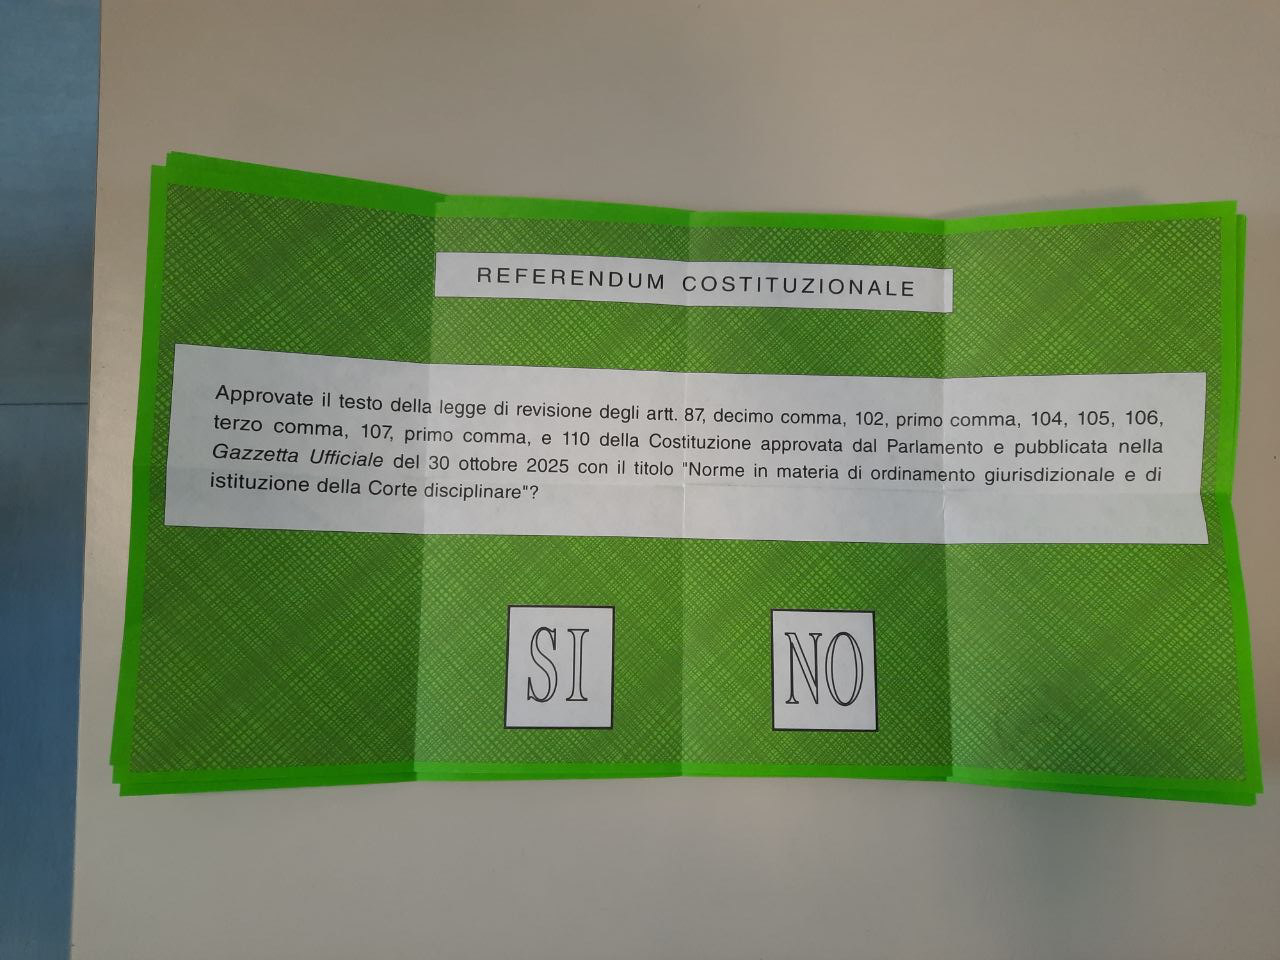 REFERENDUM COSTITUZIONALE
Approvate il testo della legge di revisione degli artt. 87, decimo comma, 102, primo comma, 104, 105, 106,
terzo comma, 107, primo comma, e 110 della Costituzione approvata dal Parlamento e pubblicata nella
Gazzetta Ufficiale del 30 ottobre 2025 con il titolo "Norme in materia di ordinamento giurisdizionale e di
istituzione della Corte disciplinare"?
SI NO